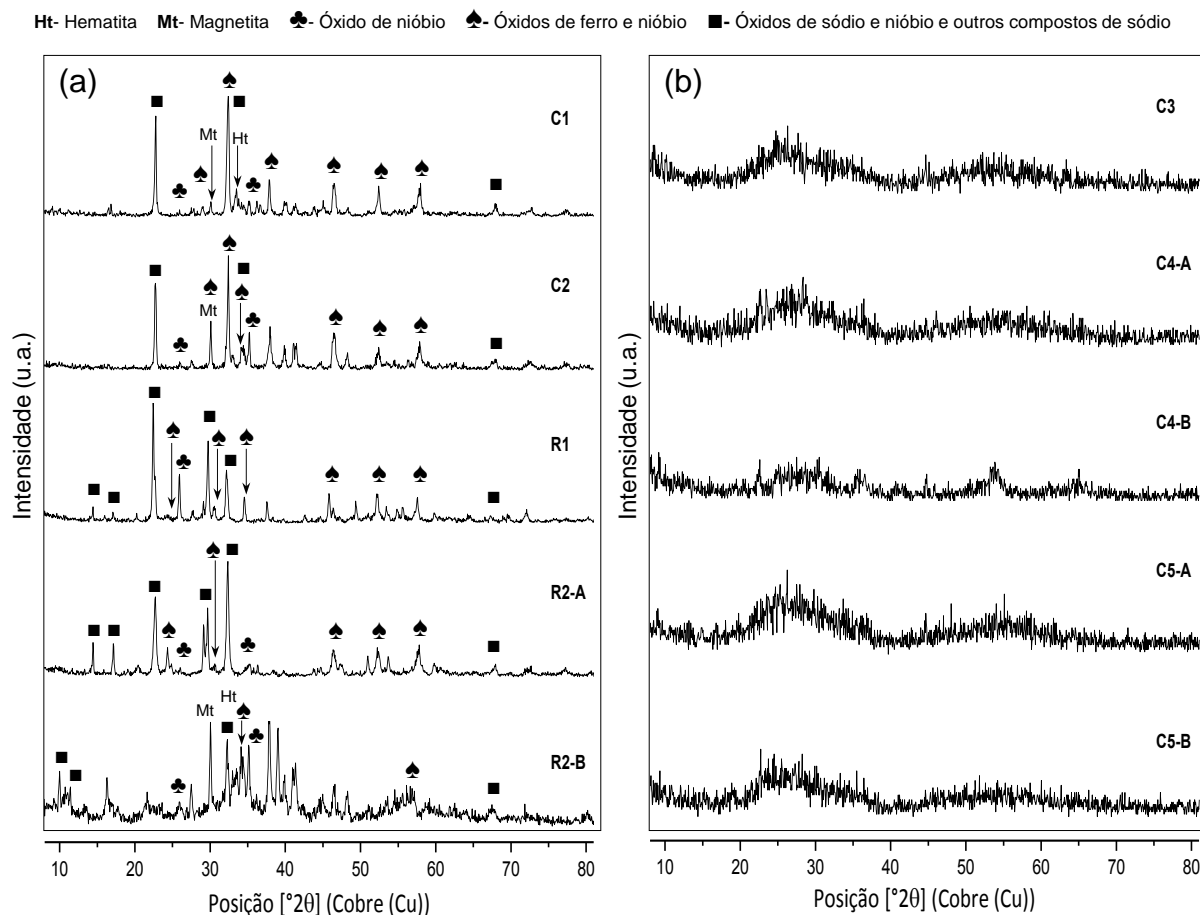 Ht- Hematita Mt- Magnetita ♣- Óxido de nióbio ♠- Óxidos de ferro e nióbio ■- Óxidos de sódio e nióbio e outros compostos de sódio
(a)
C1
Mt
Ht
C2
Mt
R1
R2-A
Mt
Ht
R2-B
Intensidade (u.a.)
10 20 30 40 50 60 70 80
Posição [°2θ] (Cobre (Cu))
(b)
C3
C4-A
C4-B
C5-A
C5-B
Intensidade (u.a.)
10 20 30 40 50 60 70 80
Posição [°2θ] (Cobre (Cu))